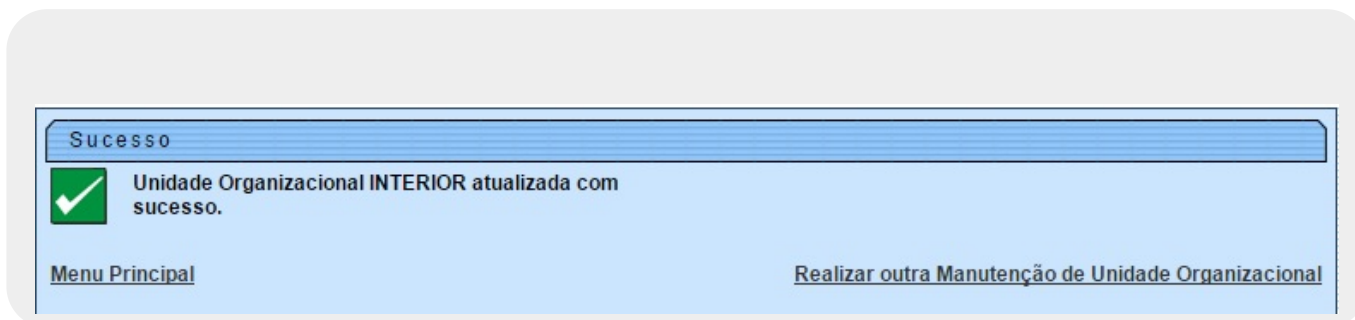 Sucesso
Unidade Organizacional INTERIOR atualizada com
sucesso.
Menu Principal
Realizar outra Manutenção de Unidade Organizacional